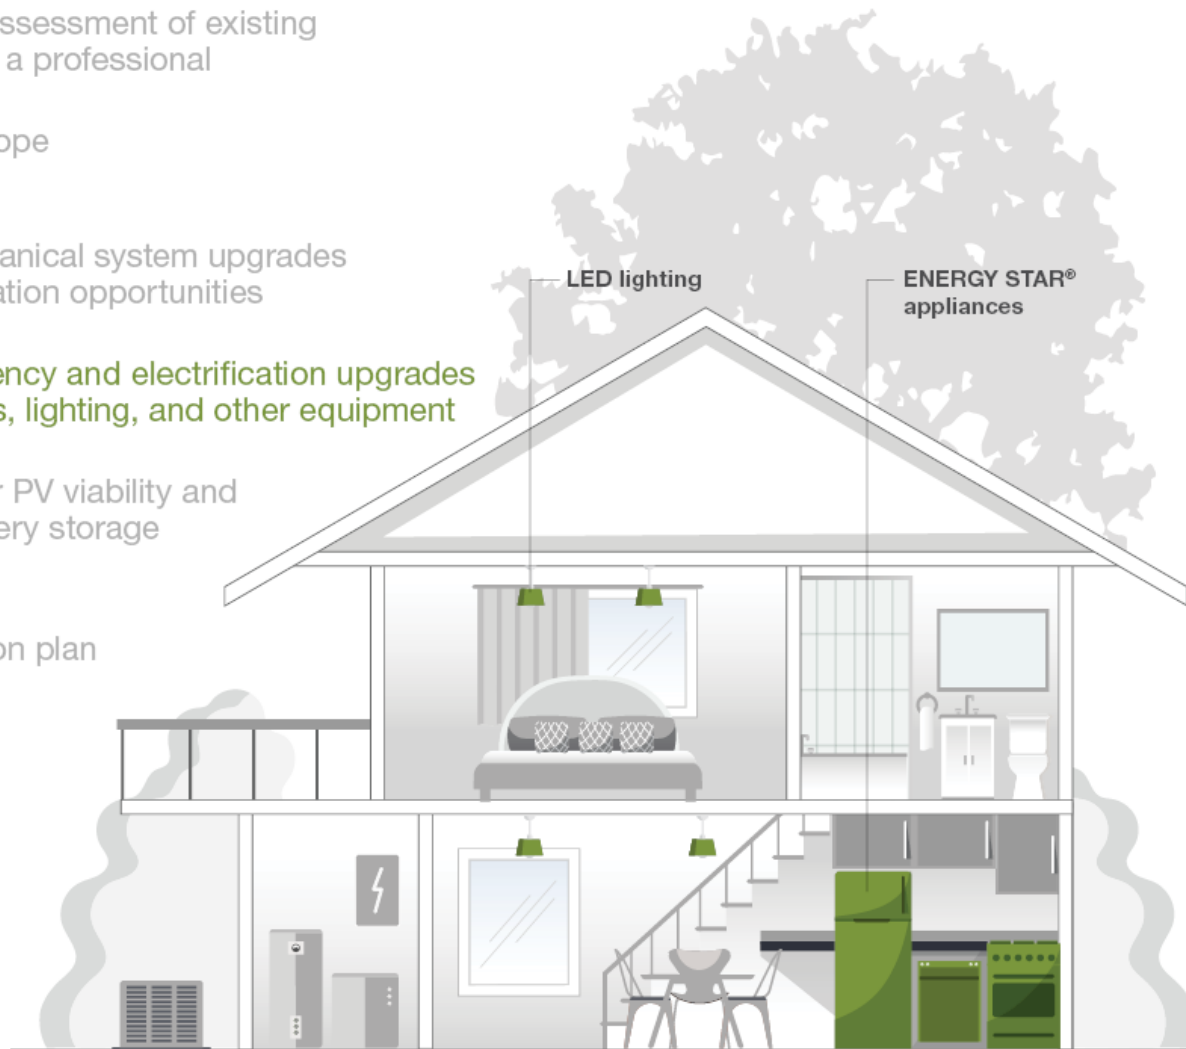 ssessment of existing
a professional
ope
anical system upgrades
ation opportunities
ency and electrification upgrades
s, lighting, and other equipment
r PV viability and
ery storage
on plan
LED lighting
ENERGY STAR®
appliances